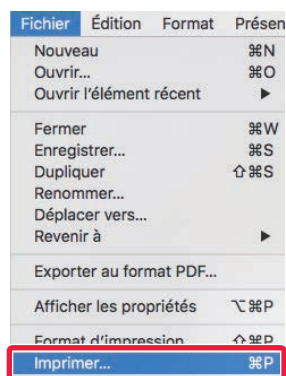 Fichier Édition Format Présen
Nouveau ⌘N
Ouvrir... ⌘O
Ouvrir l'élément récent ▶
Fermer ⌘W
Enregistrer... ⌘S
Dupliquer ⇧⌘S
Renommer...
Déplacer vers...
Revenir à ▶
Exporter au format PDF...
Afficher les propriétés ⌥⌘P
Format d'impression ⇧⌘P
Imprimer... ⌘P